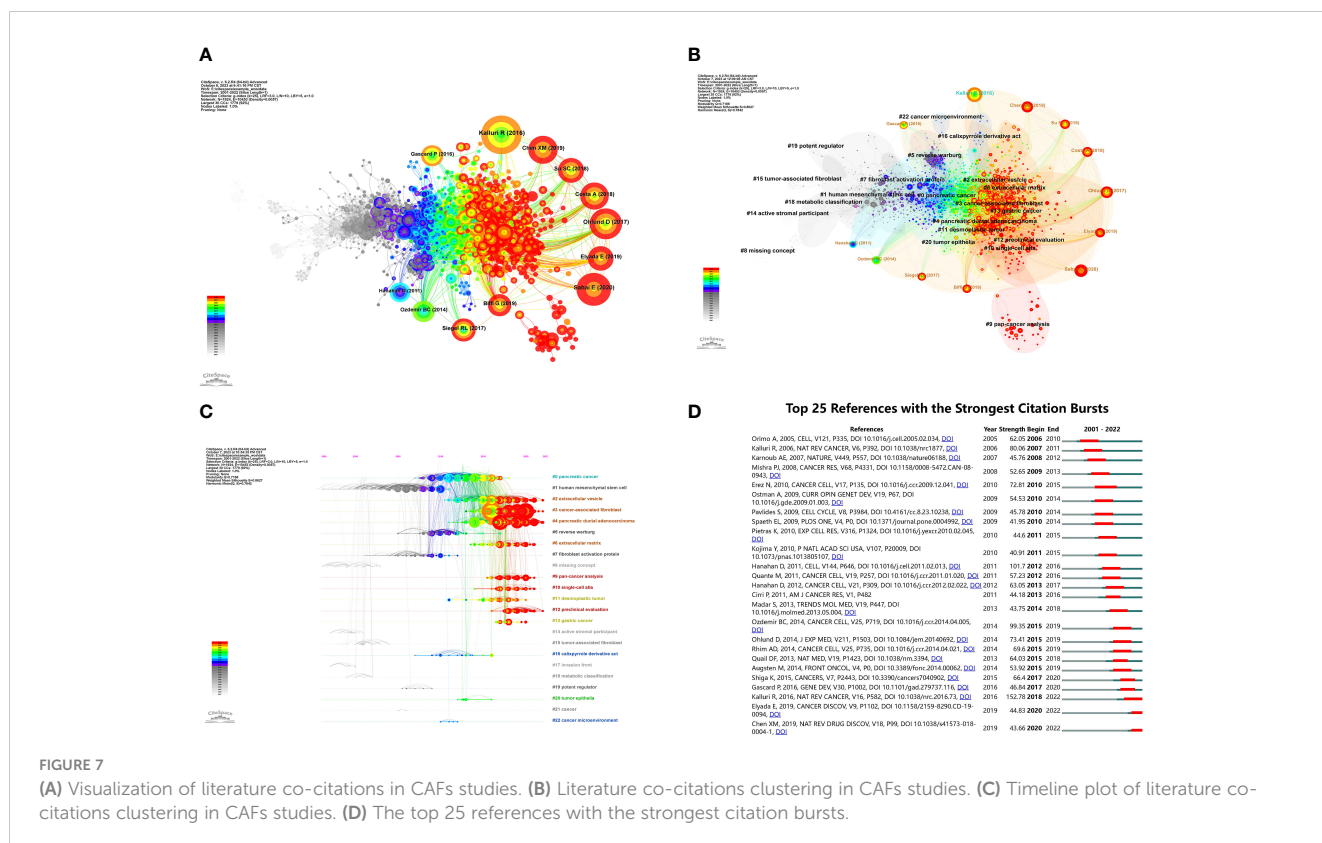 A
B
Kalluri R (2016)
Chen XM (2019)
Gascard P (2016)
Su SC (2018)
Costa A (2018)
Ohlund D (2017)
Elyada E (2019)
Sahai E (2020)
Biff G (2019)
Ozdemir BC (2014)
Siegel RL (2017)
CiteSpace
#22 cancer microenvironment
#16 calixpyrrole derivative act
#19 potent regulator
#5 reverse warburg
#15 tumor-associated fibroblast
#7 fibroblast activation protein
#2 extracellular vesicle
#6 extracellular matrix
#1 human mesenchymal stem cell
#0 pancreatic cancer
#18 metabolic classification
#3 cancer-associated fibroblast
#13 gastric cancer
#14 active stromal participant
#4 pancreatic ductal adenocarcinoma
#11 desmoplastic tumor
#20 tumor epithelia
#12 preclinical evaluation
#10 single-cell atla
#8 missing concept
#9 pan-cancer analysis
CiteSpace
C
#0 pancreatic cancer
#1 human mesenchymal stem cell
#2 extracellular vesicle
#3 cancer-associated fibroblast
#4 pancreatic ductal adenocarcinoma
#5 reverse warburg
#6 extracellular matrix
#7 fibroblast activation protein
#8 missing concept
#9 pan-cancer analysis
#10 single-cell atla
#11 desmoplastic tumor
#12 preclinical evaluation
#13 gastric cancer
#14 active stromal participant
#15 tumor-associated fibroblast
#16 calixpyrrole derivative act
#17 invasion front
#18 metabolic classification
#19 potent regulator
#20 tumor epithelia
#21 cancer
#22 cancer microenvironment
CiteSpace
D
Top 25 References with the Strongest Citation Bursts
References Year Strength Begin End 2001 - 2022
Orimo A, 2005, CELL, V121, P335, DOI 10.1016/j.cell.2005.02.034, DOI 2005 62.05 2006 2010
Kalluri R, 2006, NAT REV CANCER, V6, P392, DOI 10.1038/nrc1877, DOI 2006 80.06 2007 2011
Karnoub AE, 2007, NATURE, V449, P557, DOI 10.1038/nature06188, DOI 2007 45.76 2008 2012
Mishra PJ, 2008, CANCER RES, V68, P4331, DOI 10.1158/0008-5472.CAN-08-
0943, DOI 2008 52.65 2009 2013
Erez N, 2010, CANCER CELL, V17, P135, DOI 10.1016/j.ccr.2009.12.041, DOI 2010 72.81 2010 2015
Ostman A, 2009, CURR OPIN GENET DEV, V19, P67, DOI
10.1016/j.gde.2009.01.003, DOI 2009 54.53 2010 2014
Pavlides S, 2009, CELL CYCLE, V8, P3984, DOI 10.4161/cc.8.23.10238, DOI 2009 45.78 2010 2014
Spaeth EL, 2009, PLOS ONE, V4, P0, DOI 10.1371/journal.pone.0004992, DOI 2009 41.95 2010 2014
Pietras K, 2010, EXP CELL RES, V316, P1324, DOI 10.1016/j.yexcr.2010.02.045,
DOI 2010 44.6 2011 2015
Kojima Y, 2010, P NATL ACAD SCI USA, V107, P20009, DOI
10.1073/pnas.1013805107, DOI 2010 40.91 2011 2015
Hanahan D, 2011, CELL, V144, P646, DOI 10.1016/j.cell.2011.02.013, DOI 2011 101.7 2012 2016
Quante M, 2011, CANCER CELL, V19, P257, DOI 10.1016/j.ccr.2011.01.020, DOI 2011 57.23 2012 2016
Hanahan D, 2012, CANCER CELL, V21, P309, DOI 10.1016/j.ccr.2012.02.022, DOI 2012 63.05 2013 2017
Cirri P, 2011, AM J CANCER RES, V1, P482 2011 44.18 2013 2016
Madar S, 2013, TRENDS MOL MED, V19, P447, DOI
10.1016/j.molmed.2013.05.004, DOI 2013 43.75 2014 2018
Ozdemir BC, 2014, CANCER CELL, V25, P719, DOI 10.1016/j.ccr.2014.04.005,
DOI 2014 99.35 2015 2019
Ohlund D, 2014, J EXP MED, V211, P1503, DOI 10.1084/jem.20140692, DOI 2014 73.41 2015 2019
Rhim AD, 2014, CANCER CELL, V25, P735, DOI 10.1016/j.ccr.2014.04.021, DOI 2014 69.6 2015 2019
Quail DF, 2013, NAT MED, V19, P1423, DOI 10.1038/nm.3394, DOI 2013 64.03 2015 2018
Augsten M, 2014, FRONT ONCOL, V4, P0, DOI 10.3389/fonc.2014.00062, DOI 2014 53.92 2015 2019
Shiga K, 2015, CANCERS, V7, P2443, DOI 10.3390/cancers7040902, DOI 2015 66.4 2017 2020
Gascard P, 2016, GENE DEV, V30, P1002, DOI 10.1101/gad.279737.116, DOI 2016 46.84 2017 2020
Kalluri R, 2016, NAT REV CANCER, V16, P582, DOI 10.1038/nrc.2016.73, DOI 2016 152.78 2018 2022
Elyada E, 2019, CANCER DISCOV, V9, P1102, DOI 10.1158/2159-8290.CD-19-
0094, DOI 2019 44.83 2020 2022
Chen XM, 2019, NAT REV DRUG DISCOV, V18, P99, DOI 10.1038/s41573-018-
0004-1, DOI 2019 43.66 2020 2022
FIGURE 7
(A) Visualization of literature co-citations in CAFs studies. (B) Literature co-citations clustering in CAFs studies. (C) Timeline plot of literature co-
citations clustering in CAFs studies. (D) The top 25 references with the strongest citation bursts.